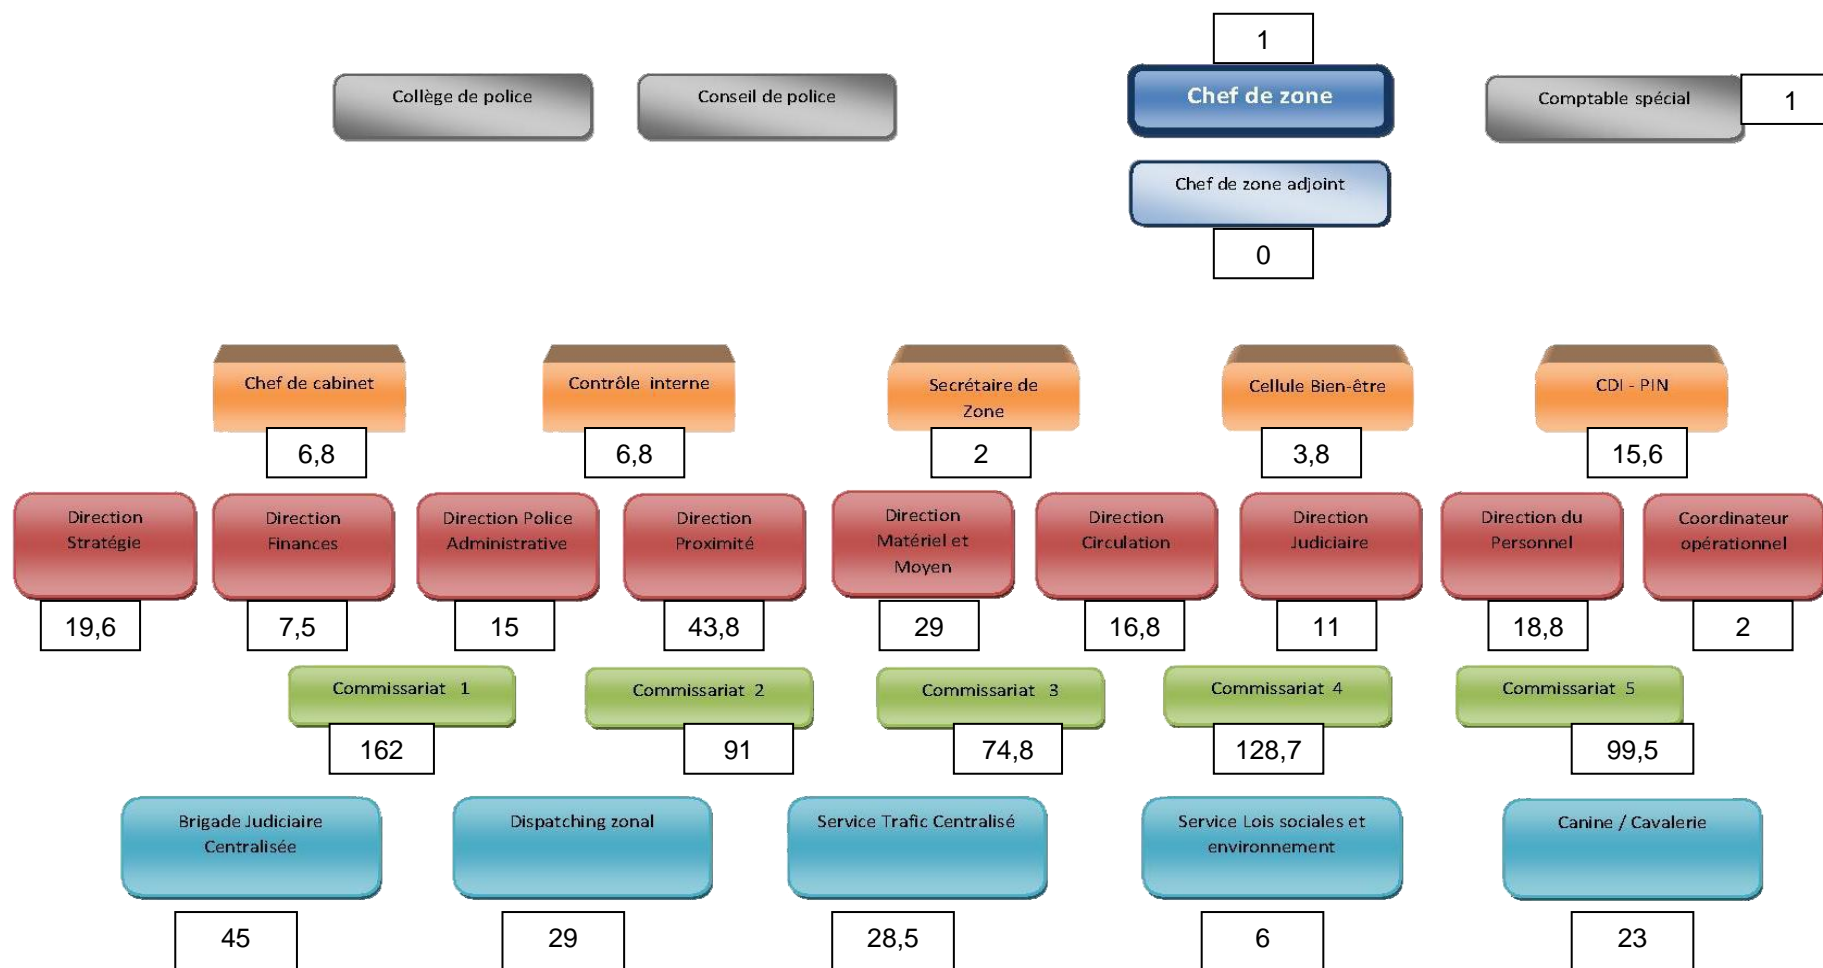 1
Collège de police
Conseil de police
Chef de zone
Comptable spécial
1
Chef de zone adjoint
0
Chef de cabinet
Contrôle interne
Secrétaire de
Zone
Cellule Bien-être
CDI - PIN
6,8
6,8
2
3,8
15,6
Direction
Stratégie
Direction
Finances
Direction Police
Administrative
Direction
Proximité
Direction
Matériel et
Moyen
Direction
Circulation
Direction
Judiciaire
Direction du
Personnel
Coordinateur
opérationnel
19,6
7,5
15
43,8
29
16,8
11
18,8
2
Commissariat 1
Commissariat 2
Commissariat 3
Commissariat 4
Commissariat 5
162
91
74,8
128,7
99,5
Brigade Judiciaire
Centralisée
Dispatching zonal
Service Trafic Centralisé
Service Lois sociales et
environnement
Canine / Cavalerie
45
29
28,5
6
23